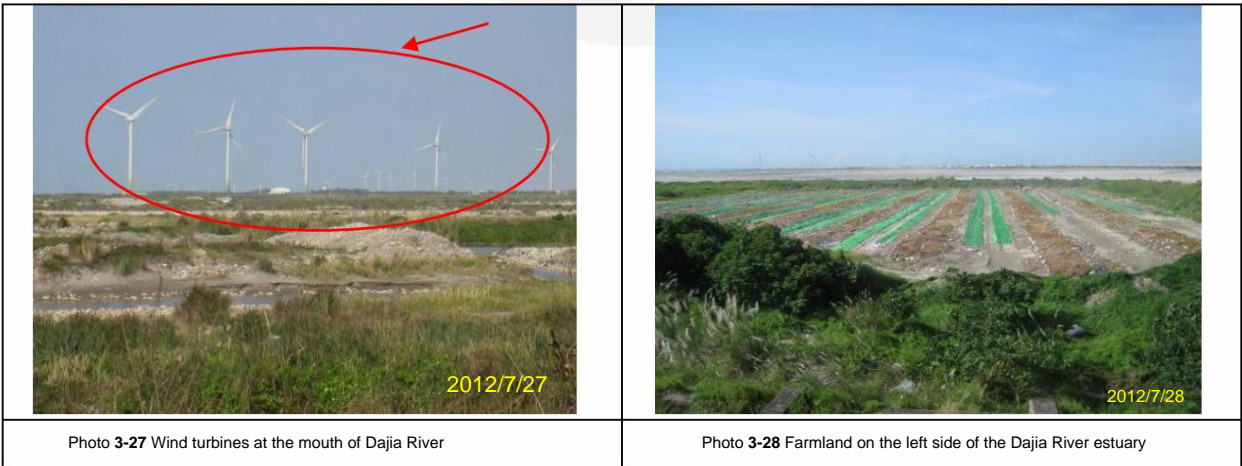 2012/7/27
2012/7/28
Photo 3-27 Wind turbines at the mouth of Dajia River
Photo 3-28 Farmland on the left side of the Dajia River estuary